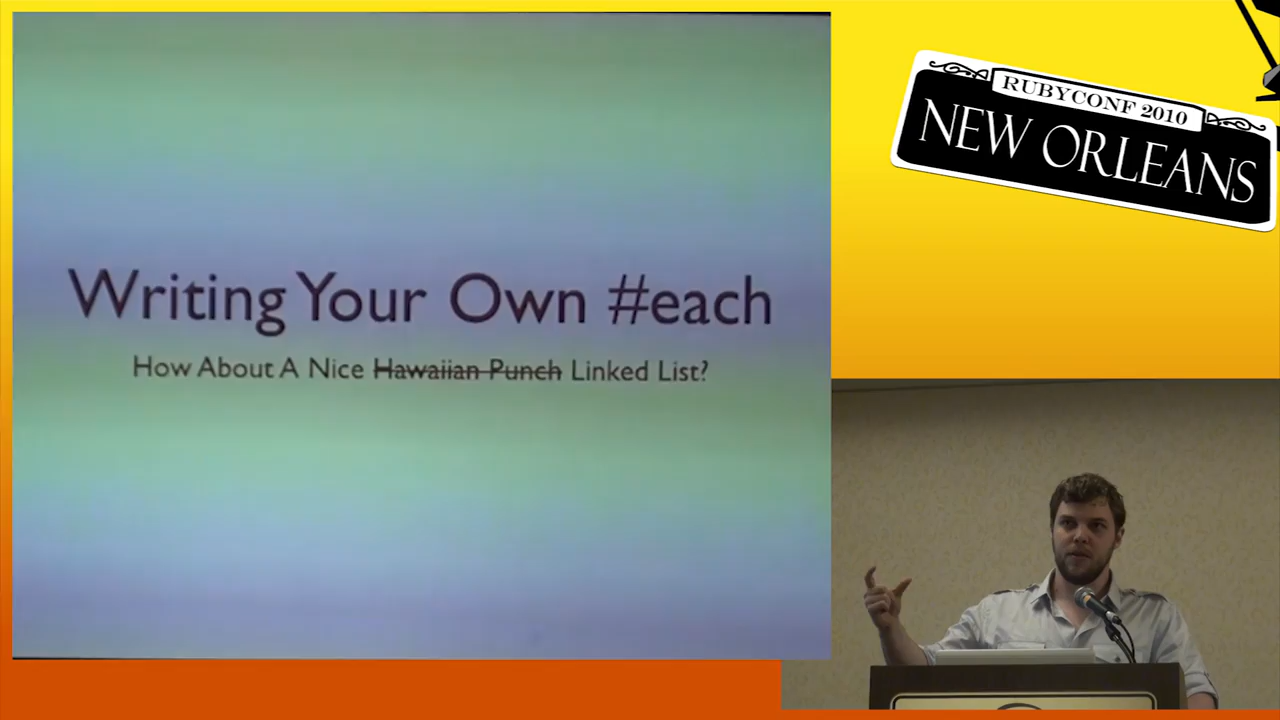 Writing Your Own #each
How About A Nice Hawaiian Punch Linked List?
RUBYCONF 2010
NEW ORLEANS